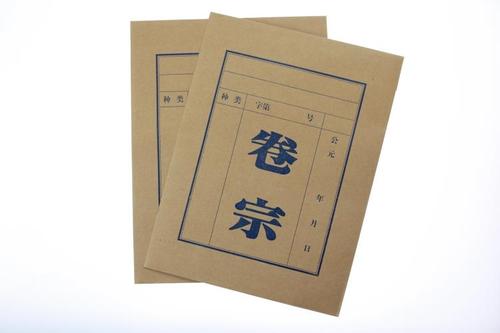 种类 字第 号
公元 年 月 日
卷宗
种类